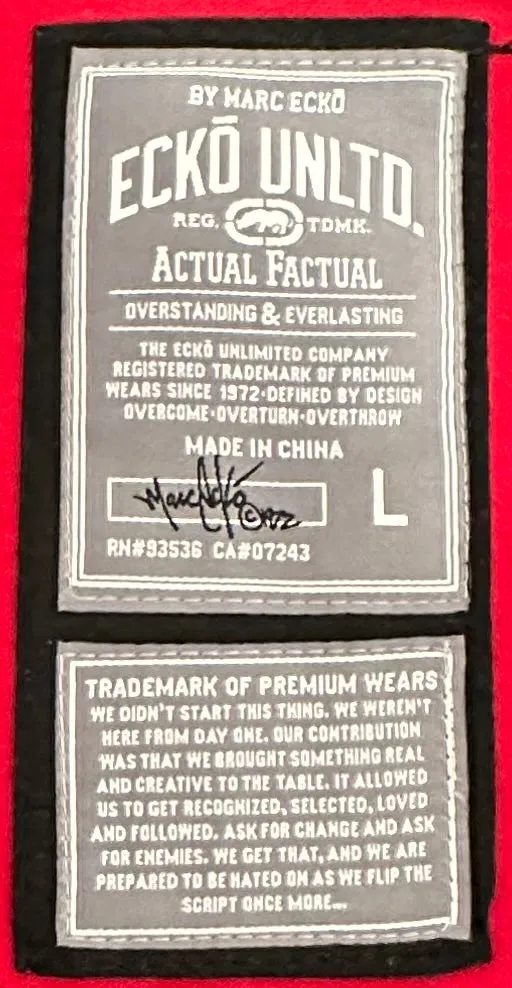 BY MARC ECKŌ
ECKŌ UNLTD.
REG. TDMK.
ACTUAL FACTUAL
OVERSTANDING & EVERLASTING
THE ECKŌ UNLIMITED COMPANY
REGISTERED TRADEMARK OF PREMIUM
WEARS SINCE 1972·DEFINED BY DESIGN
OVERCOME·OVERTURN·OVERTHROW
MADE IN CHINA
Marc Eckō ©1972
L
RN#93536 CA#07243
TRADEMARK OF PREMIUM WEARS
WE DIDN'T START THIS THING. WE WEREN'T
HERE FROM DAY ONE. OUR CONTRIBUTION
WAS THAT WE BROUGHT SOMETHING REAL
AND CREATIVE TO THE TABLE. IT ALLOWED
US TO GET RECOGNIZED, SELECTED, LOVED
AND FOLLOWED. ASK FOR CHANGE AND ASK
FOR ENEMIES. WE GET THAT, AND WE ARE
PREPARED TO BE HATED ON AS WE FLIP THE
SCRIPT ONCE MORE...